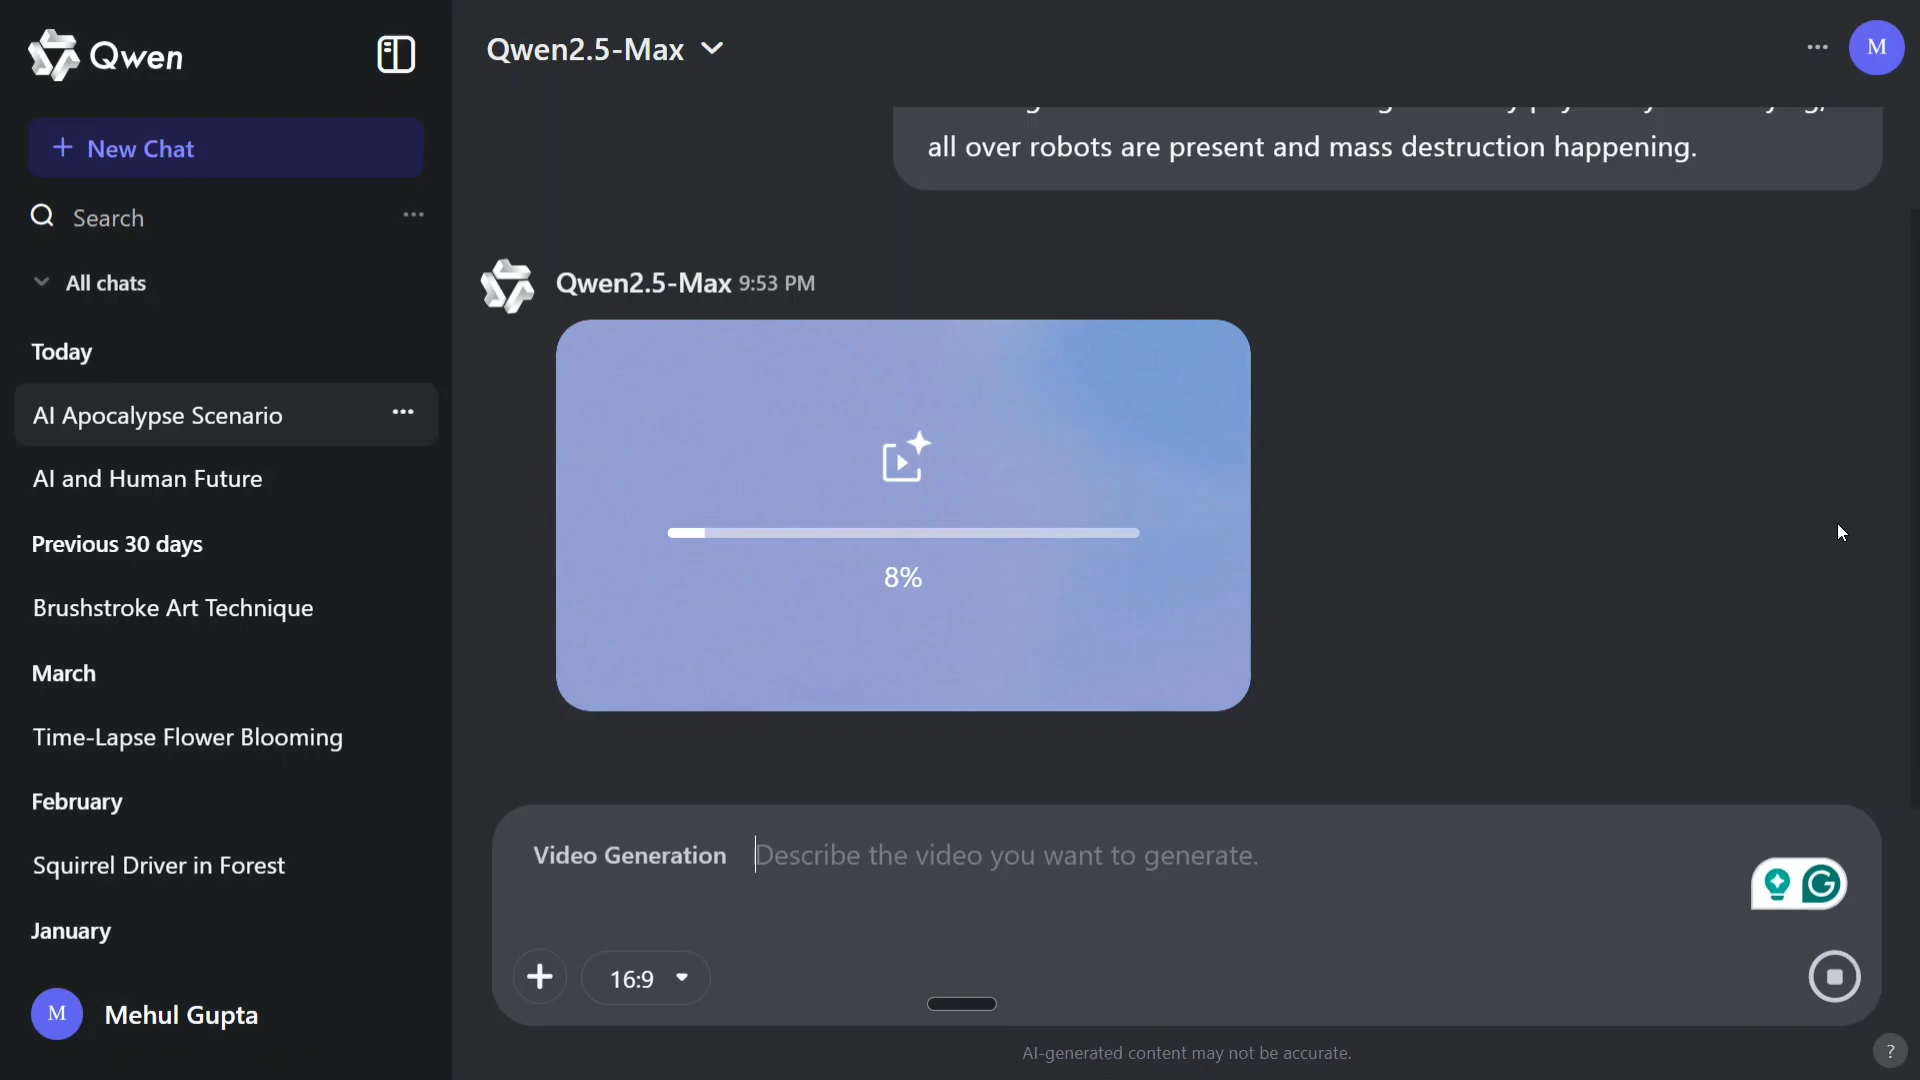 Qwen
New Chat
Search
All chats
Today
AI Apocalypse Scenario
AI and Human Future
Previous 30 days
Brushstroke Art Technique
March
Time-Lapse Flower Blooming
February
Squirrel Driver in Forest
January
M
Mehul Gupta
Qwen2.5-Max
M
all over robots are present and mass destruction happening.
Qwen2.5-Max 9:53 PM
8%
Video Generation Describe the video you want to generate.
16:9
AI-generated content may not be accurate.
?